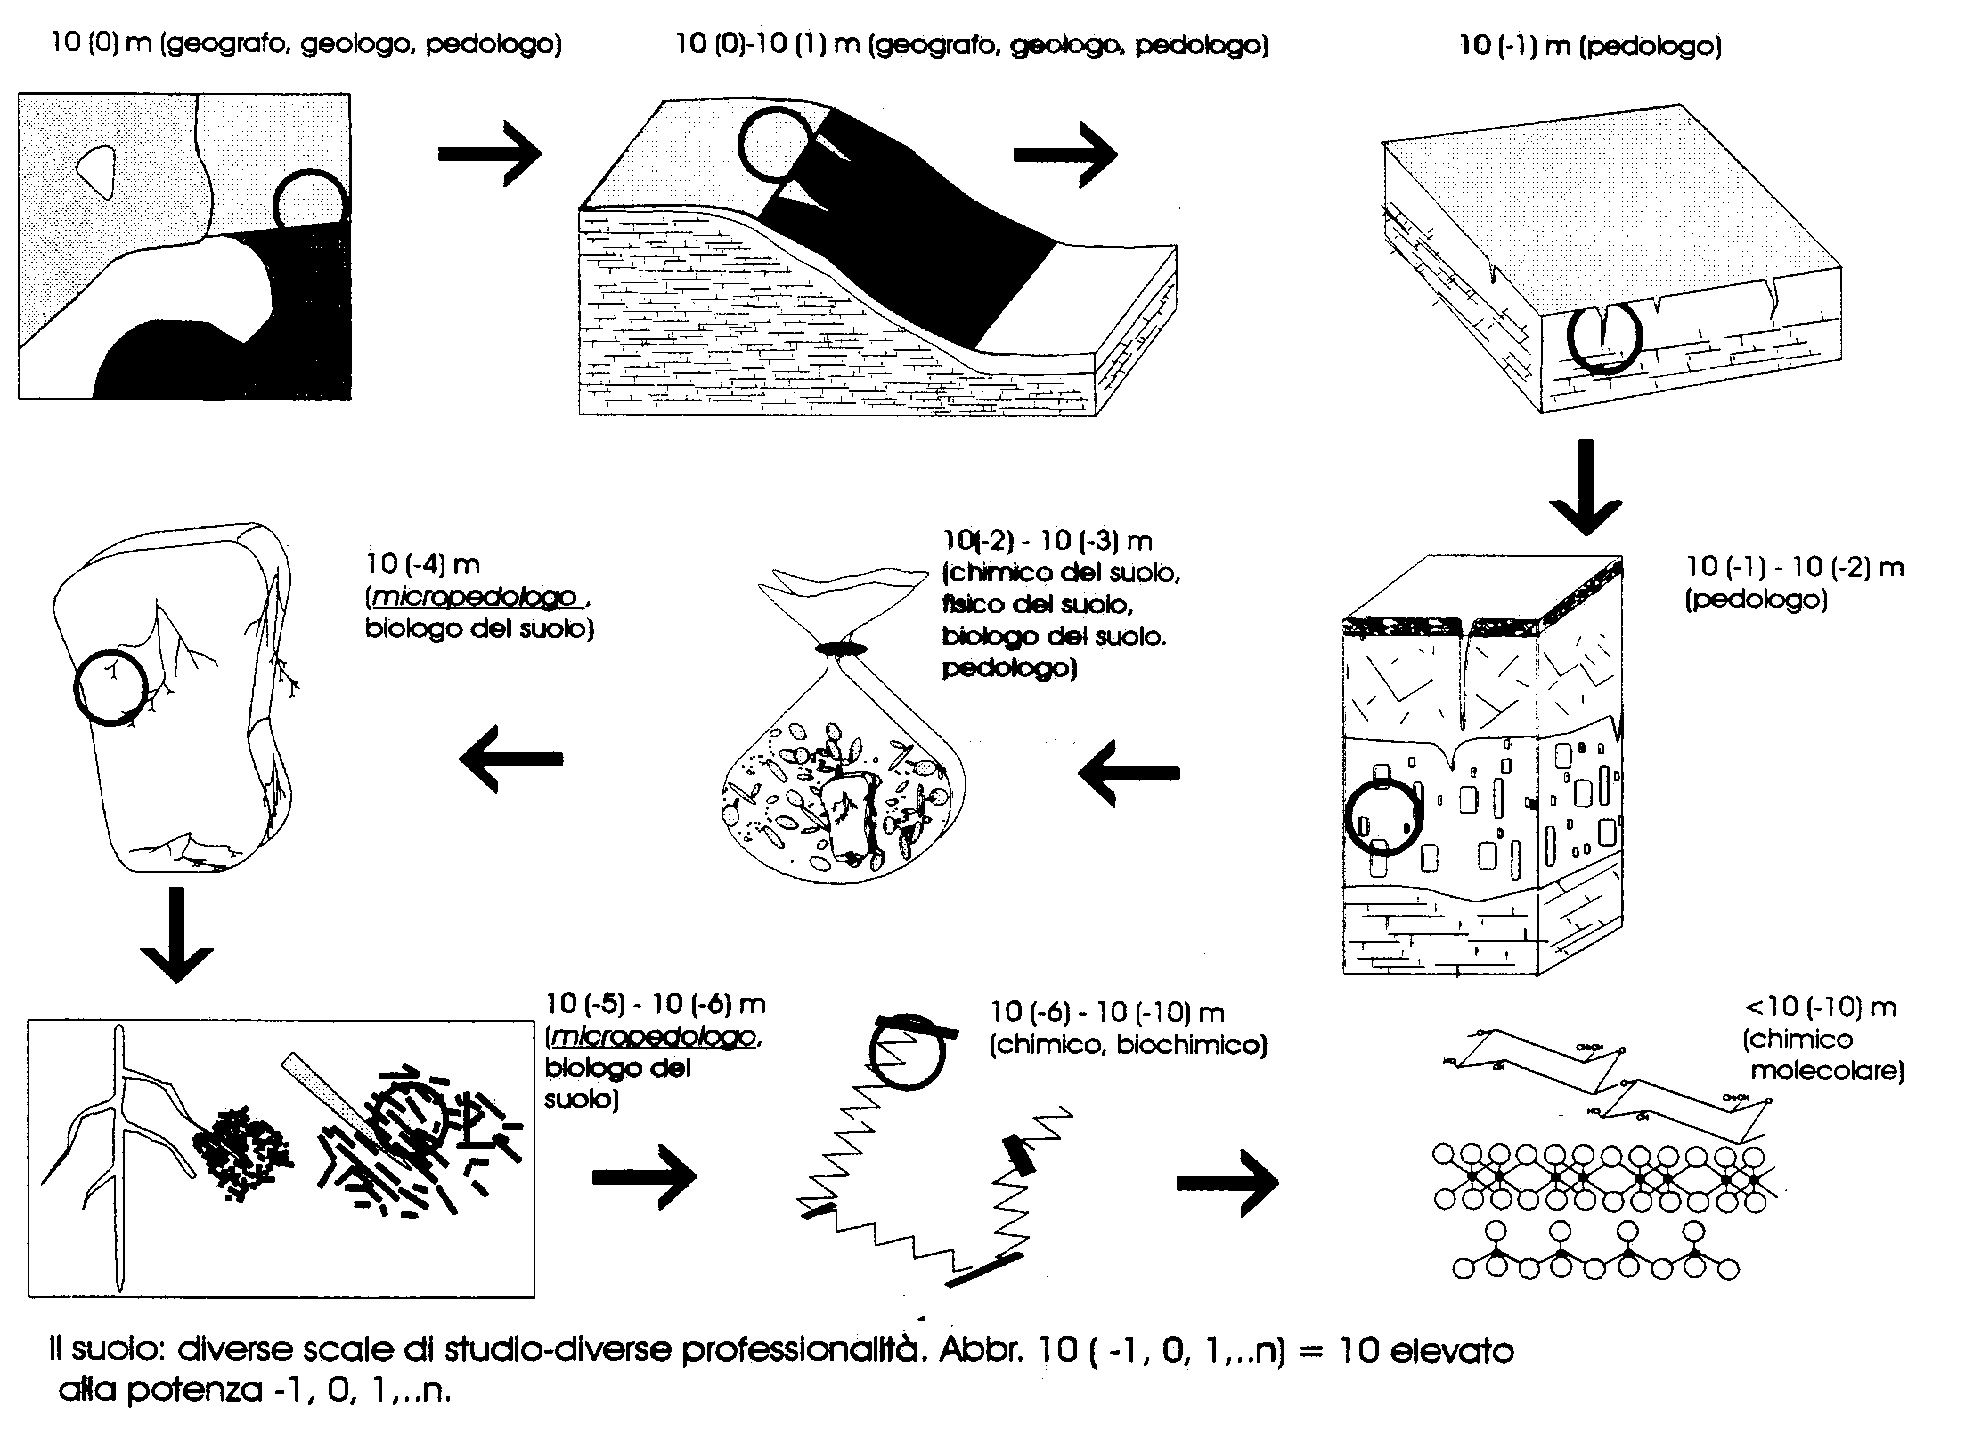 10 (0) m (geografo, geologo, pedologo)
10 (0)-10 (1) m (geografo, geologo, pedologo)
10 (-1) m (pedologo)
10 (-1) - 10 (-2) m
(pedologo)
10(-2) - 10 (-3) m
(chimico del suolo,
fisico del suolo,
biologo del suolo.
pedologo)
10 (-4) m
(micropedologo ,
biologo del suolo)
10 (-5) - 10 (-6) m
(micropedologo,
biologo del
suolo)
10 (-6) - 10 (-10) m
(chimico, biochimico)
<10 (-10) m
(chimico
molecolare)
Il suolo: diverse scale di studio-diverse professionalità. Abbr. 10 ( -1, 0, 1,..n) = 10 elevato
alla potenza -1, 0, 1,..n.